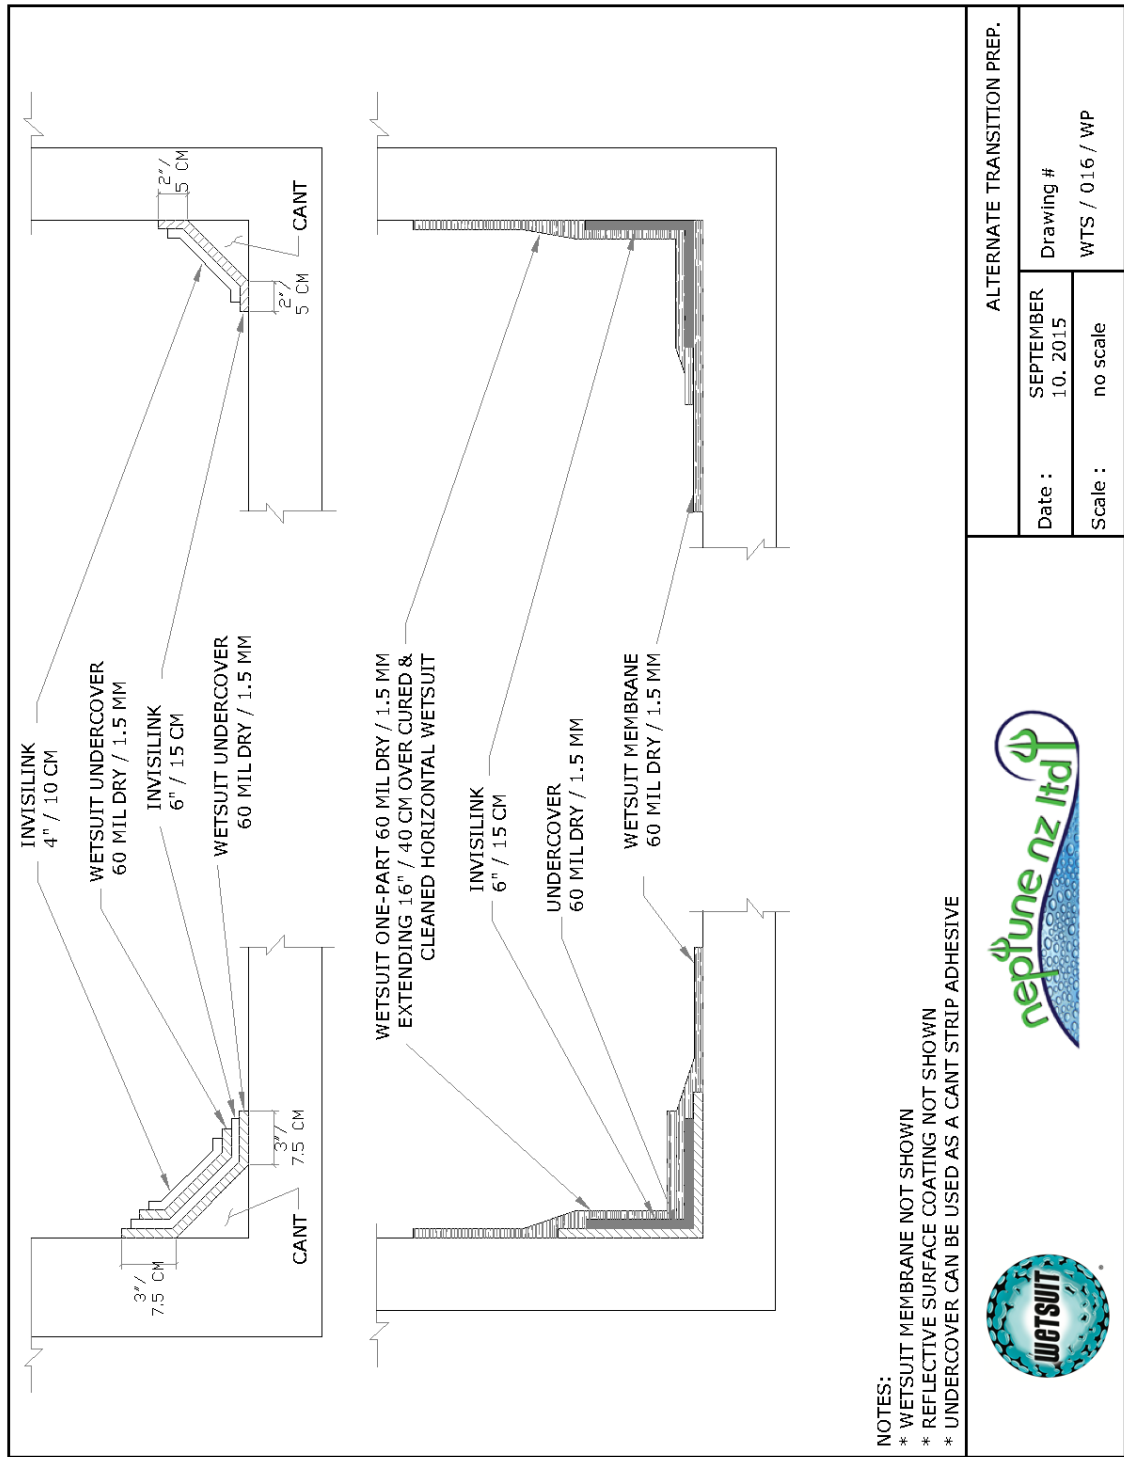 INVISILINK
4" / 10 CM
WETSUIT UNDERCOVER
60 MIL DRY / 1.5 MM
INVISILINK
6" / 15 CM
WETSUIT UNDERCOVER
60 MIL DRY / 1.5 MM
3"/
7.5 CM
CANT
3"/
7.5 CM
2"/
5 CM
CANT
2"/
5 CM
WETSUIT ONE-PART 60 MIL DRY / 1.5 MM
EXTENDING 16" / 40 CM OVER CURED &
CLEANED HORIZONTAL WETSUIT
INVISILINK
6" / 15 CM
UNDERCOVER
60 MIL DRY / 1.5 MM
WETSUIT MEMBRANE
60 MIL DRY / 1.5 MM
NOTES:
* WETSUIT MEMBRANE NOT SHOWN
* REFLECTIVE SURFACE COATING NOT SHOWN
* UNDERCOVER CAN BE USED AS A CANT STRIP ADHESIVE
WETSUIT
neptune nz ltd
ALTERNATE TRANSITION PREP.
Date :
SEPTEMBER
10. 2015
Drawing #
Scale :
no scale
WTS / 016 / WP